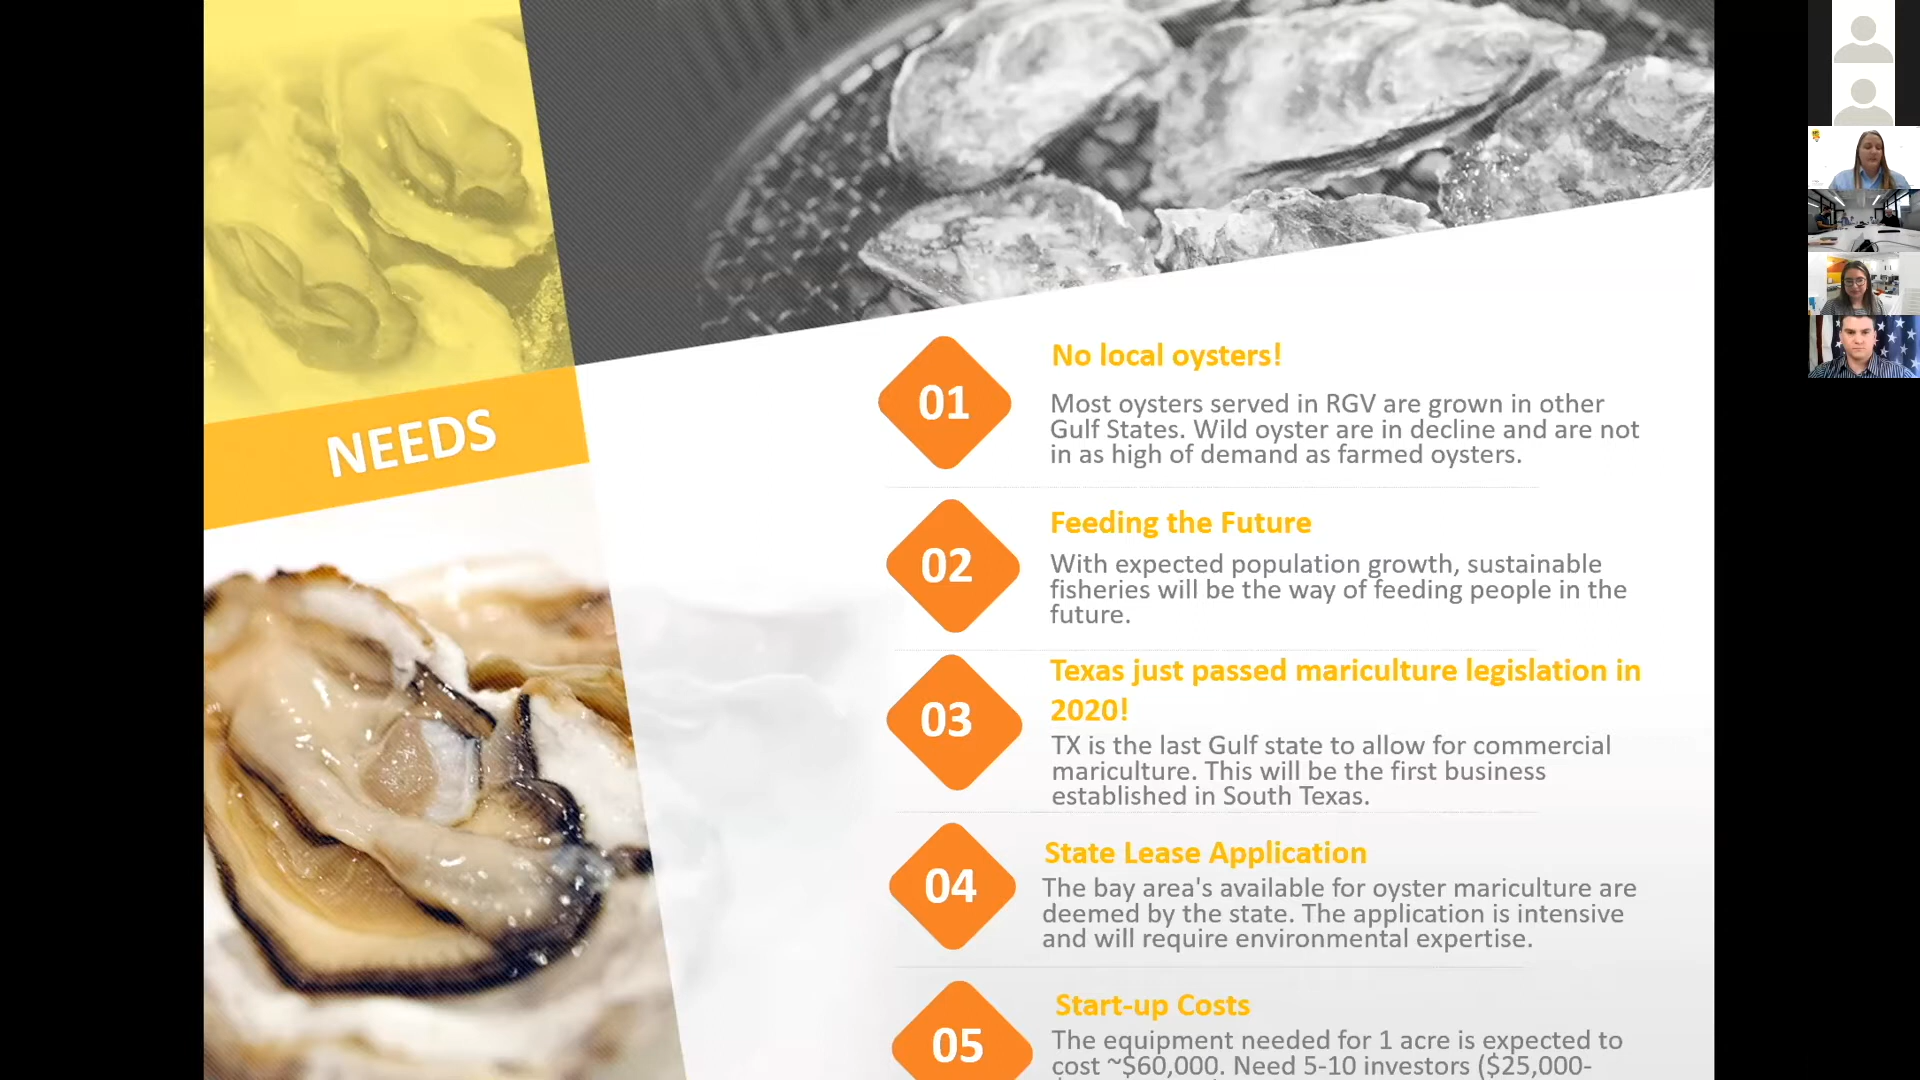 NEEDS
01
No local oysters!
Most oysters served in RGV are grown in other
Gulf States. Wild oyster are in decline and are not
in as high of demand as farmed oysters.
02
Feeding the Future
With expected population growth, sustainable
fisheries will be the way of feeding people in the
future.
03
Texas just passed mariculture legislation in
2020!
TX is the last Gulf state to allow for commercial
mariculture. This will be the first business
established in South Texas.
04
State Lease Application
The bay area's available for oyster mariculture are
deemed by the state. The application is intensive
and will require environmental expertise.
05
Start-up Costs
The equipment needed for 1 acre is expected to
cost ~$60,000. Need 5-10 investors ($25,000-